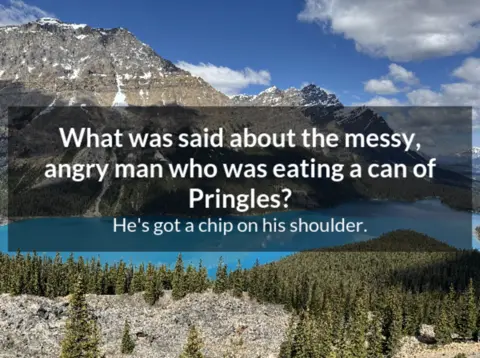 What was said about the messy,
angry man who was eating a can of
Pringles?
He's got a chip on his shoulder.